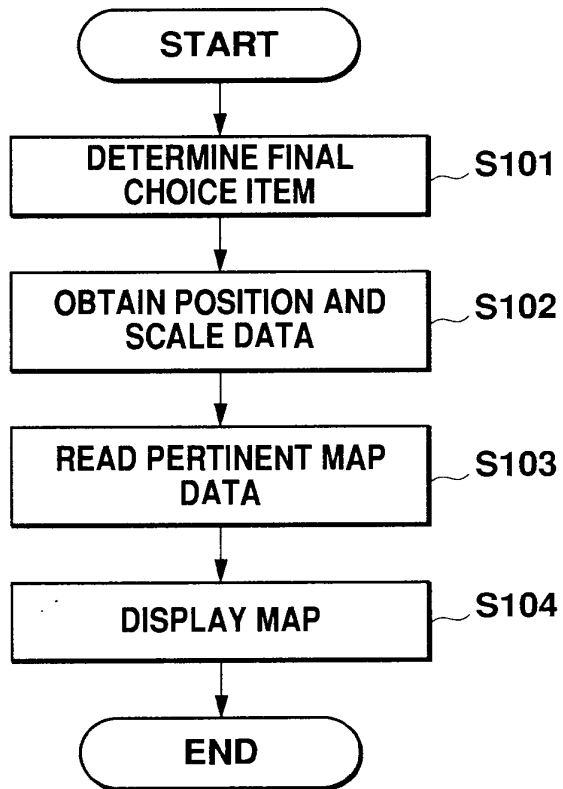 START
DETERMINE FINAL
CHOICE ITEM
S101
OBTAIN POSITION AND
SCALE DATA
S102
READ PERTINENT MAP
DATA
S103
DISPLAY MAP
S104
END